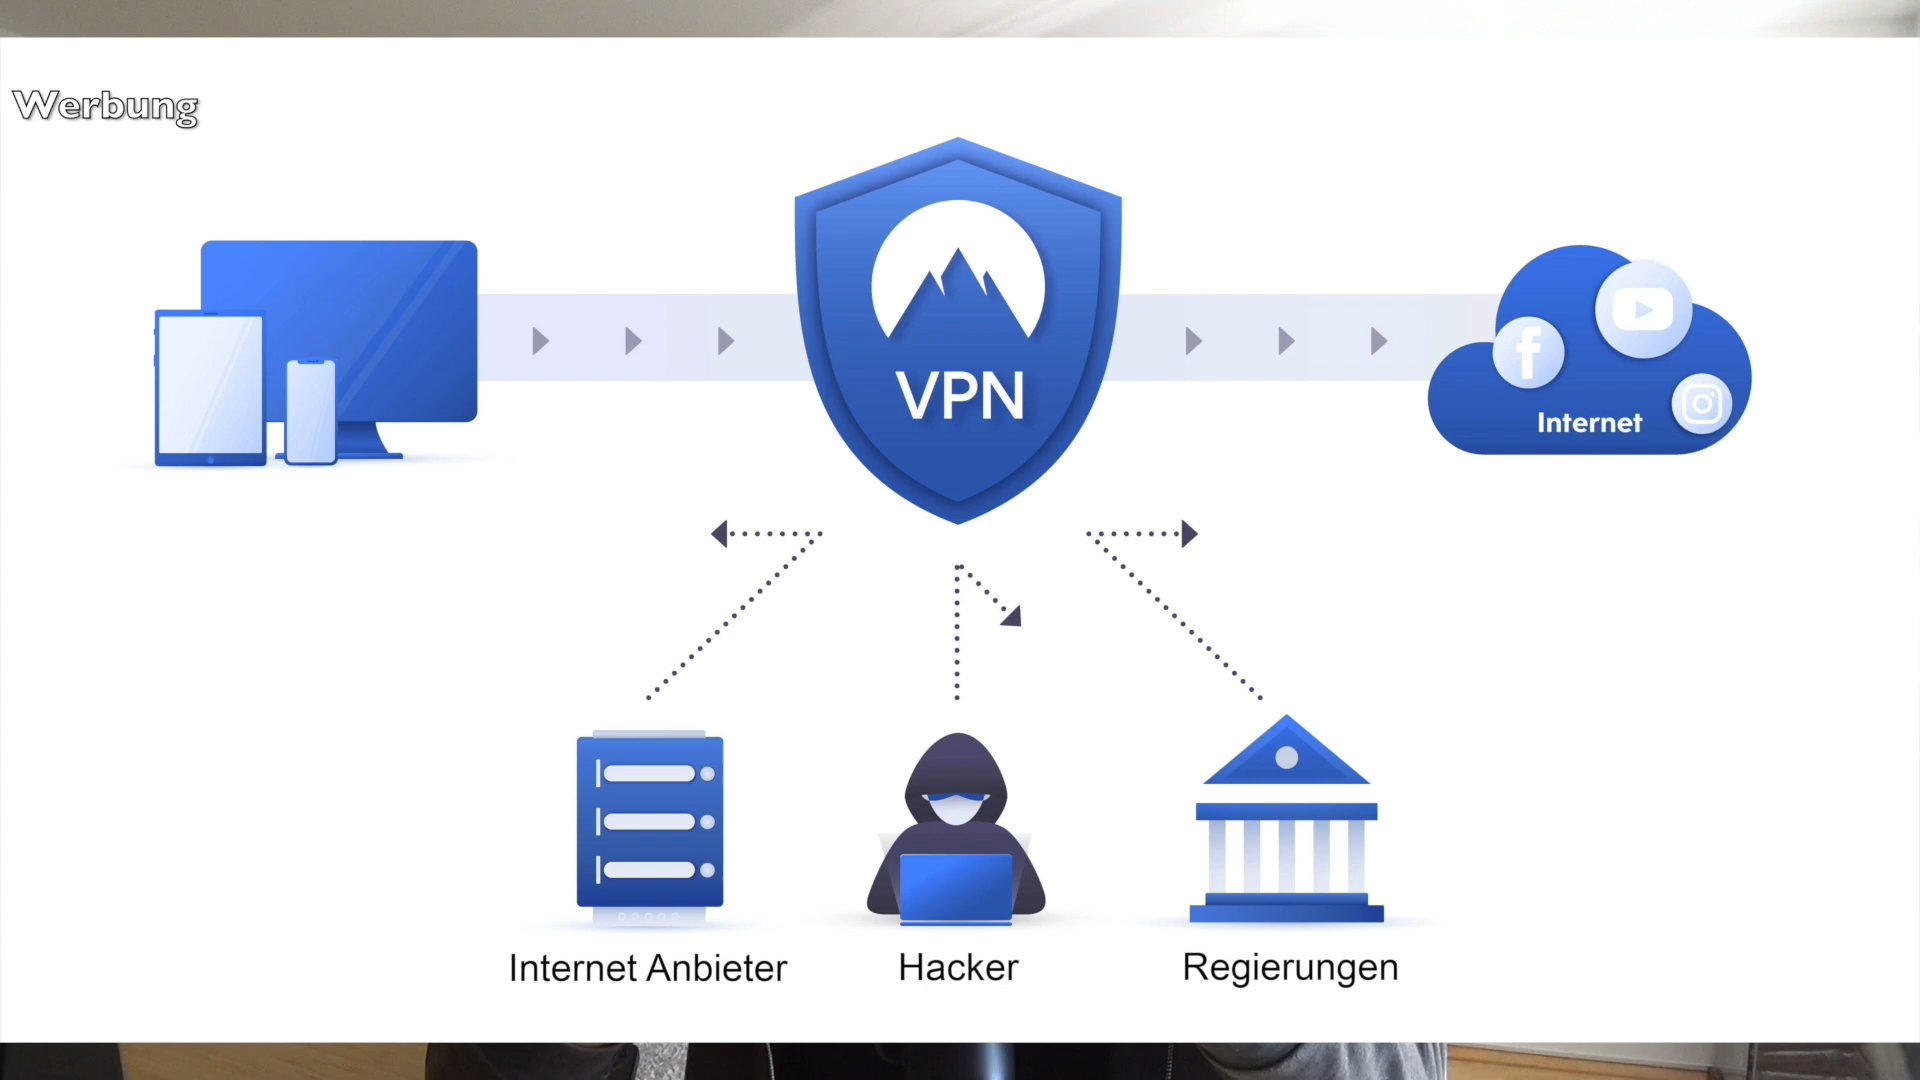 Werbung
VPN
Internet
Internet Anbieter
Hacker
Regierungen